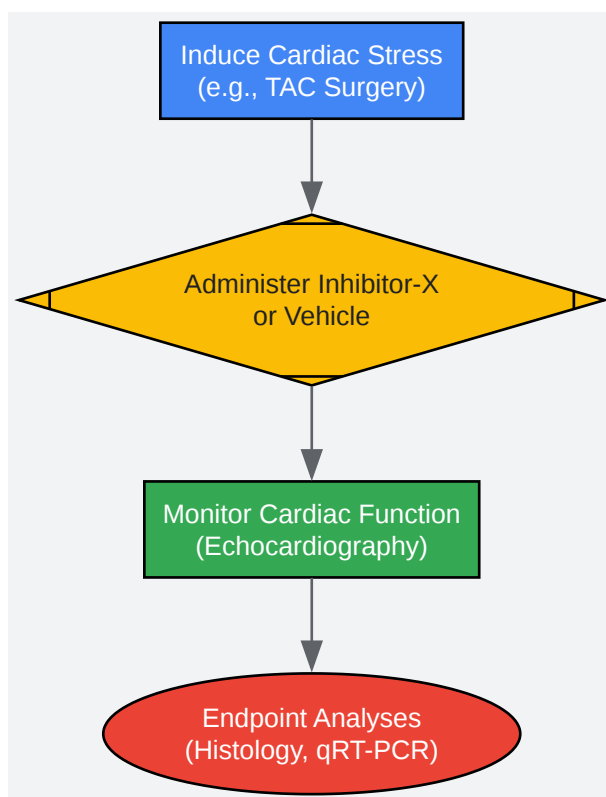 Induce Cardiac Stress
(e.g., TAC Surgery)
Administer Inhibitor-X
or Vehicle
Monitor Cardiac Function
(Echocardiography)
Endpoint Analyses
(Histology, qRT-PCR)